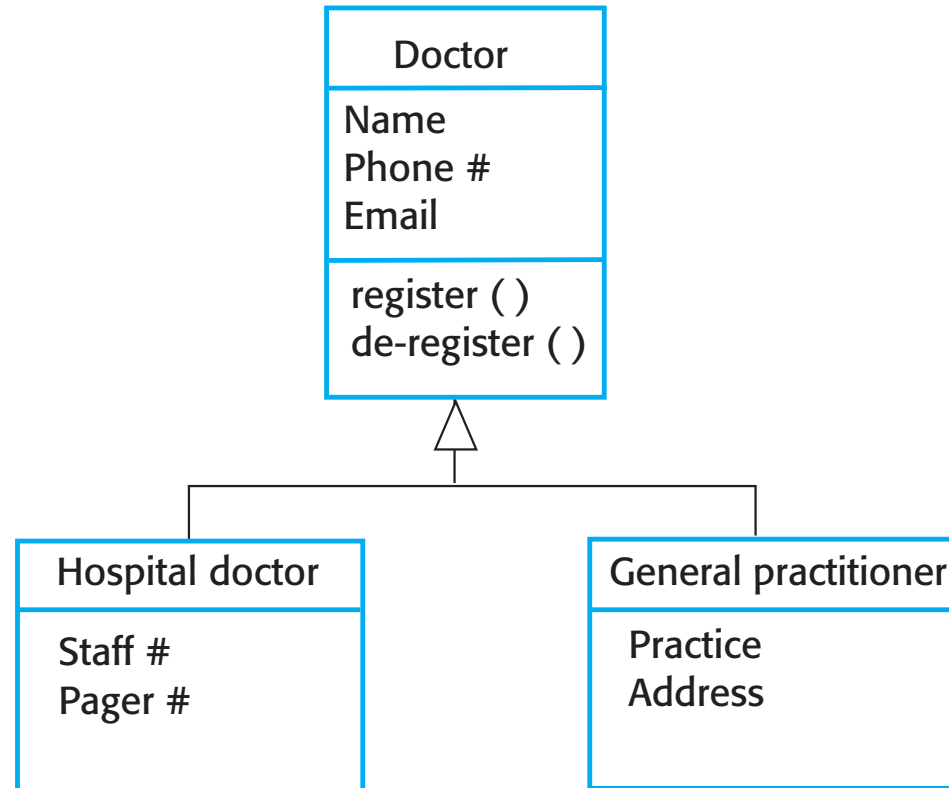 Doctor
Name
Phone #
Email
register ( )
de-register ( )
Hospital doctor
Staff #
Pager #
General practitioner
Practice
Address